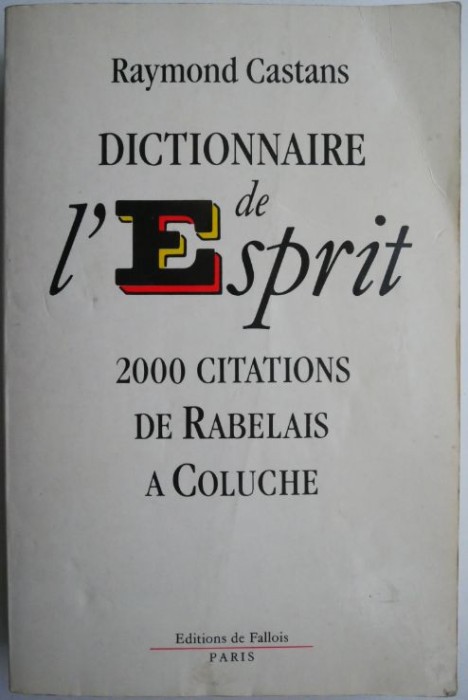 Raymond Castans
DICTIONNAIRE
de
l'Esprit
2000 CITATIONS
DE RABELAIS
A COLUCHE
Editions de Fallois
PARIS